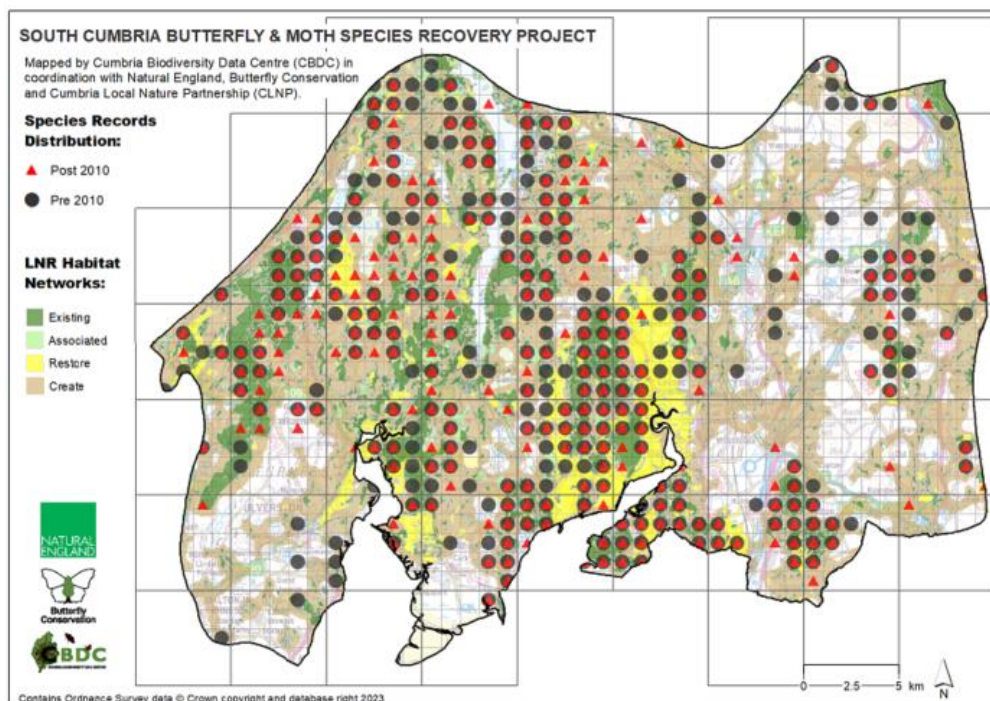 SOUTH CUMBRIA BUTTERFLY & MOTH SPECIES RECOVERY PROJECT
Mapped by Cumbria Biodiversity Data Centre (CBDC) in
coordination with Natural England, Butterfly Conservation
and Cumbria Local Nature Partnership (CLNP).
Species Records
Distribution:
Post 2010
Pre 2010
LNR Habitat
Networks:
Existing
Associated
Restore
Create
NATURAL
ENGLAND
Butterfly
Conservation
CBDC
0 2.5 5 km
N
Contains Ordnance Survey data © Crown copyright and database right 2023